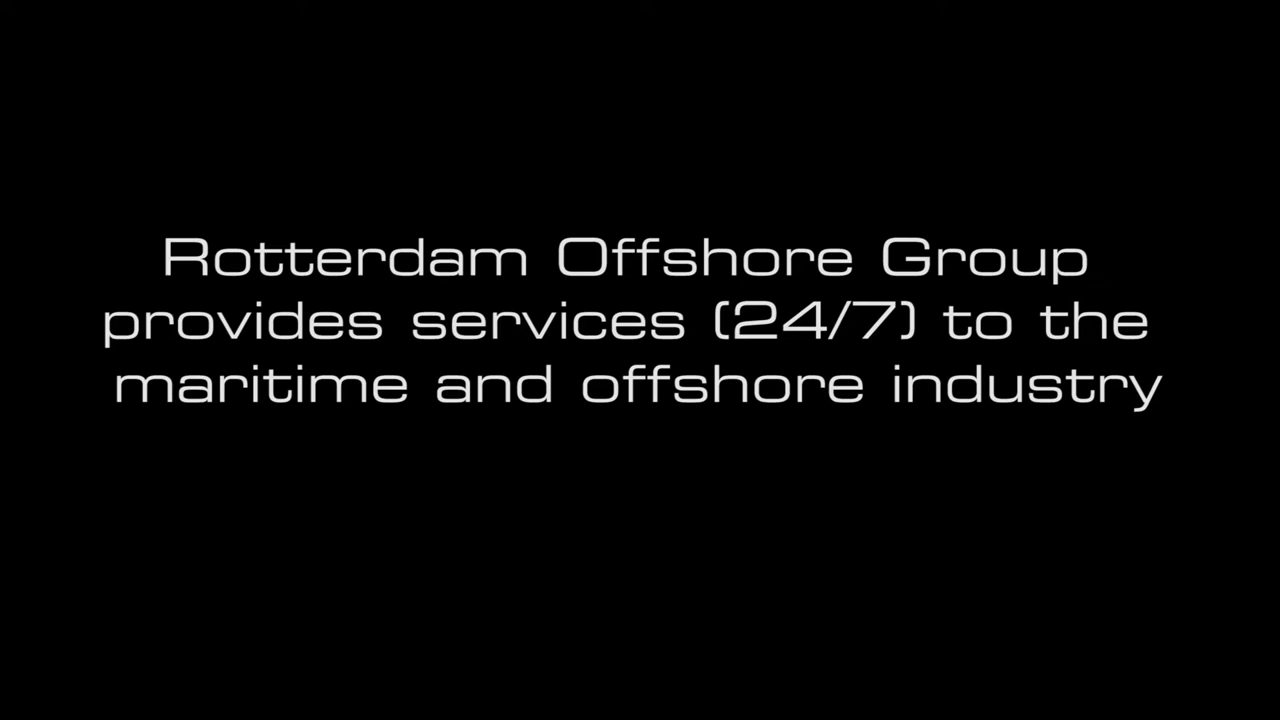 Rotterdam Offshore Group
provides services (24/7) to the
maritime and offshore industry